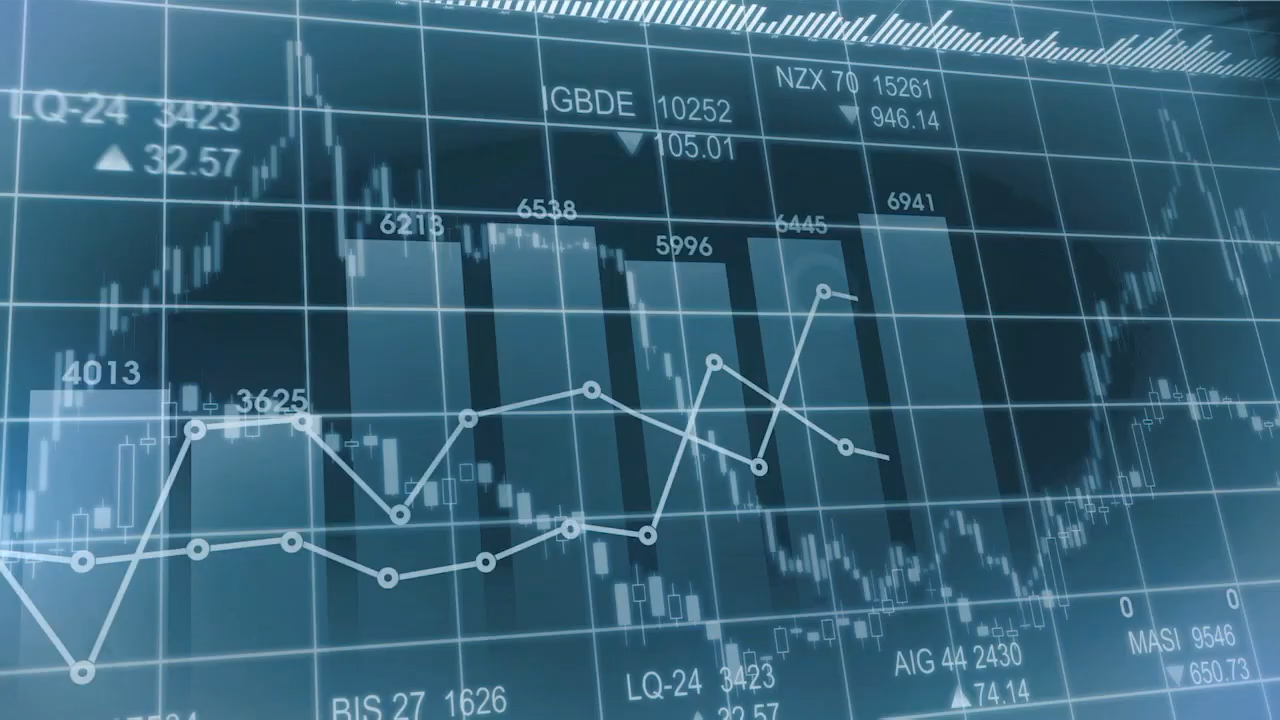 NZX 70 15261
▼ 946.14
LQ-24 3423
▲ 32.57
IGBDE 10252
▼ 105.01
6941
6213
6538
6445
5996
4013
3625
0 0
MASI 9546
▼ 650.73
AIG 44 2430
▲ 74.14
LQ-24 3423
▲ 32.57
BIS 27 1626